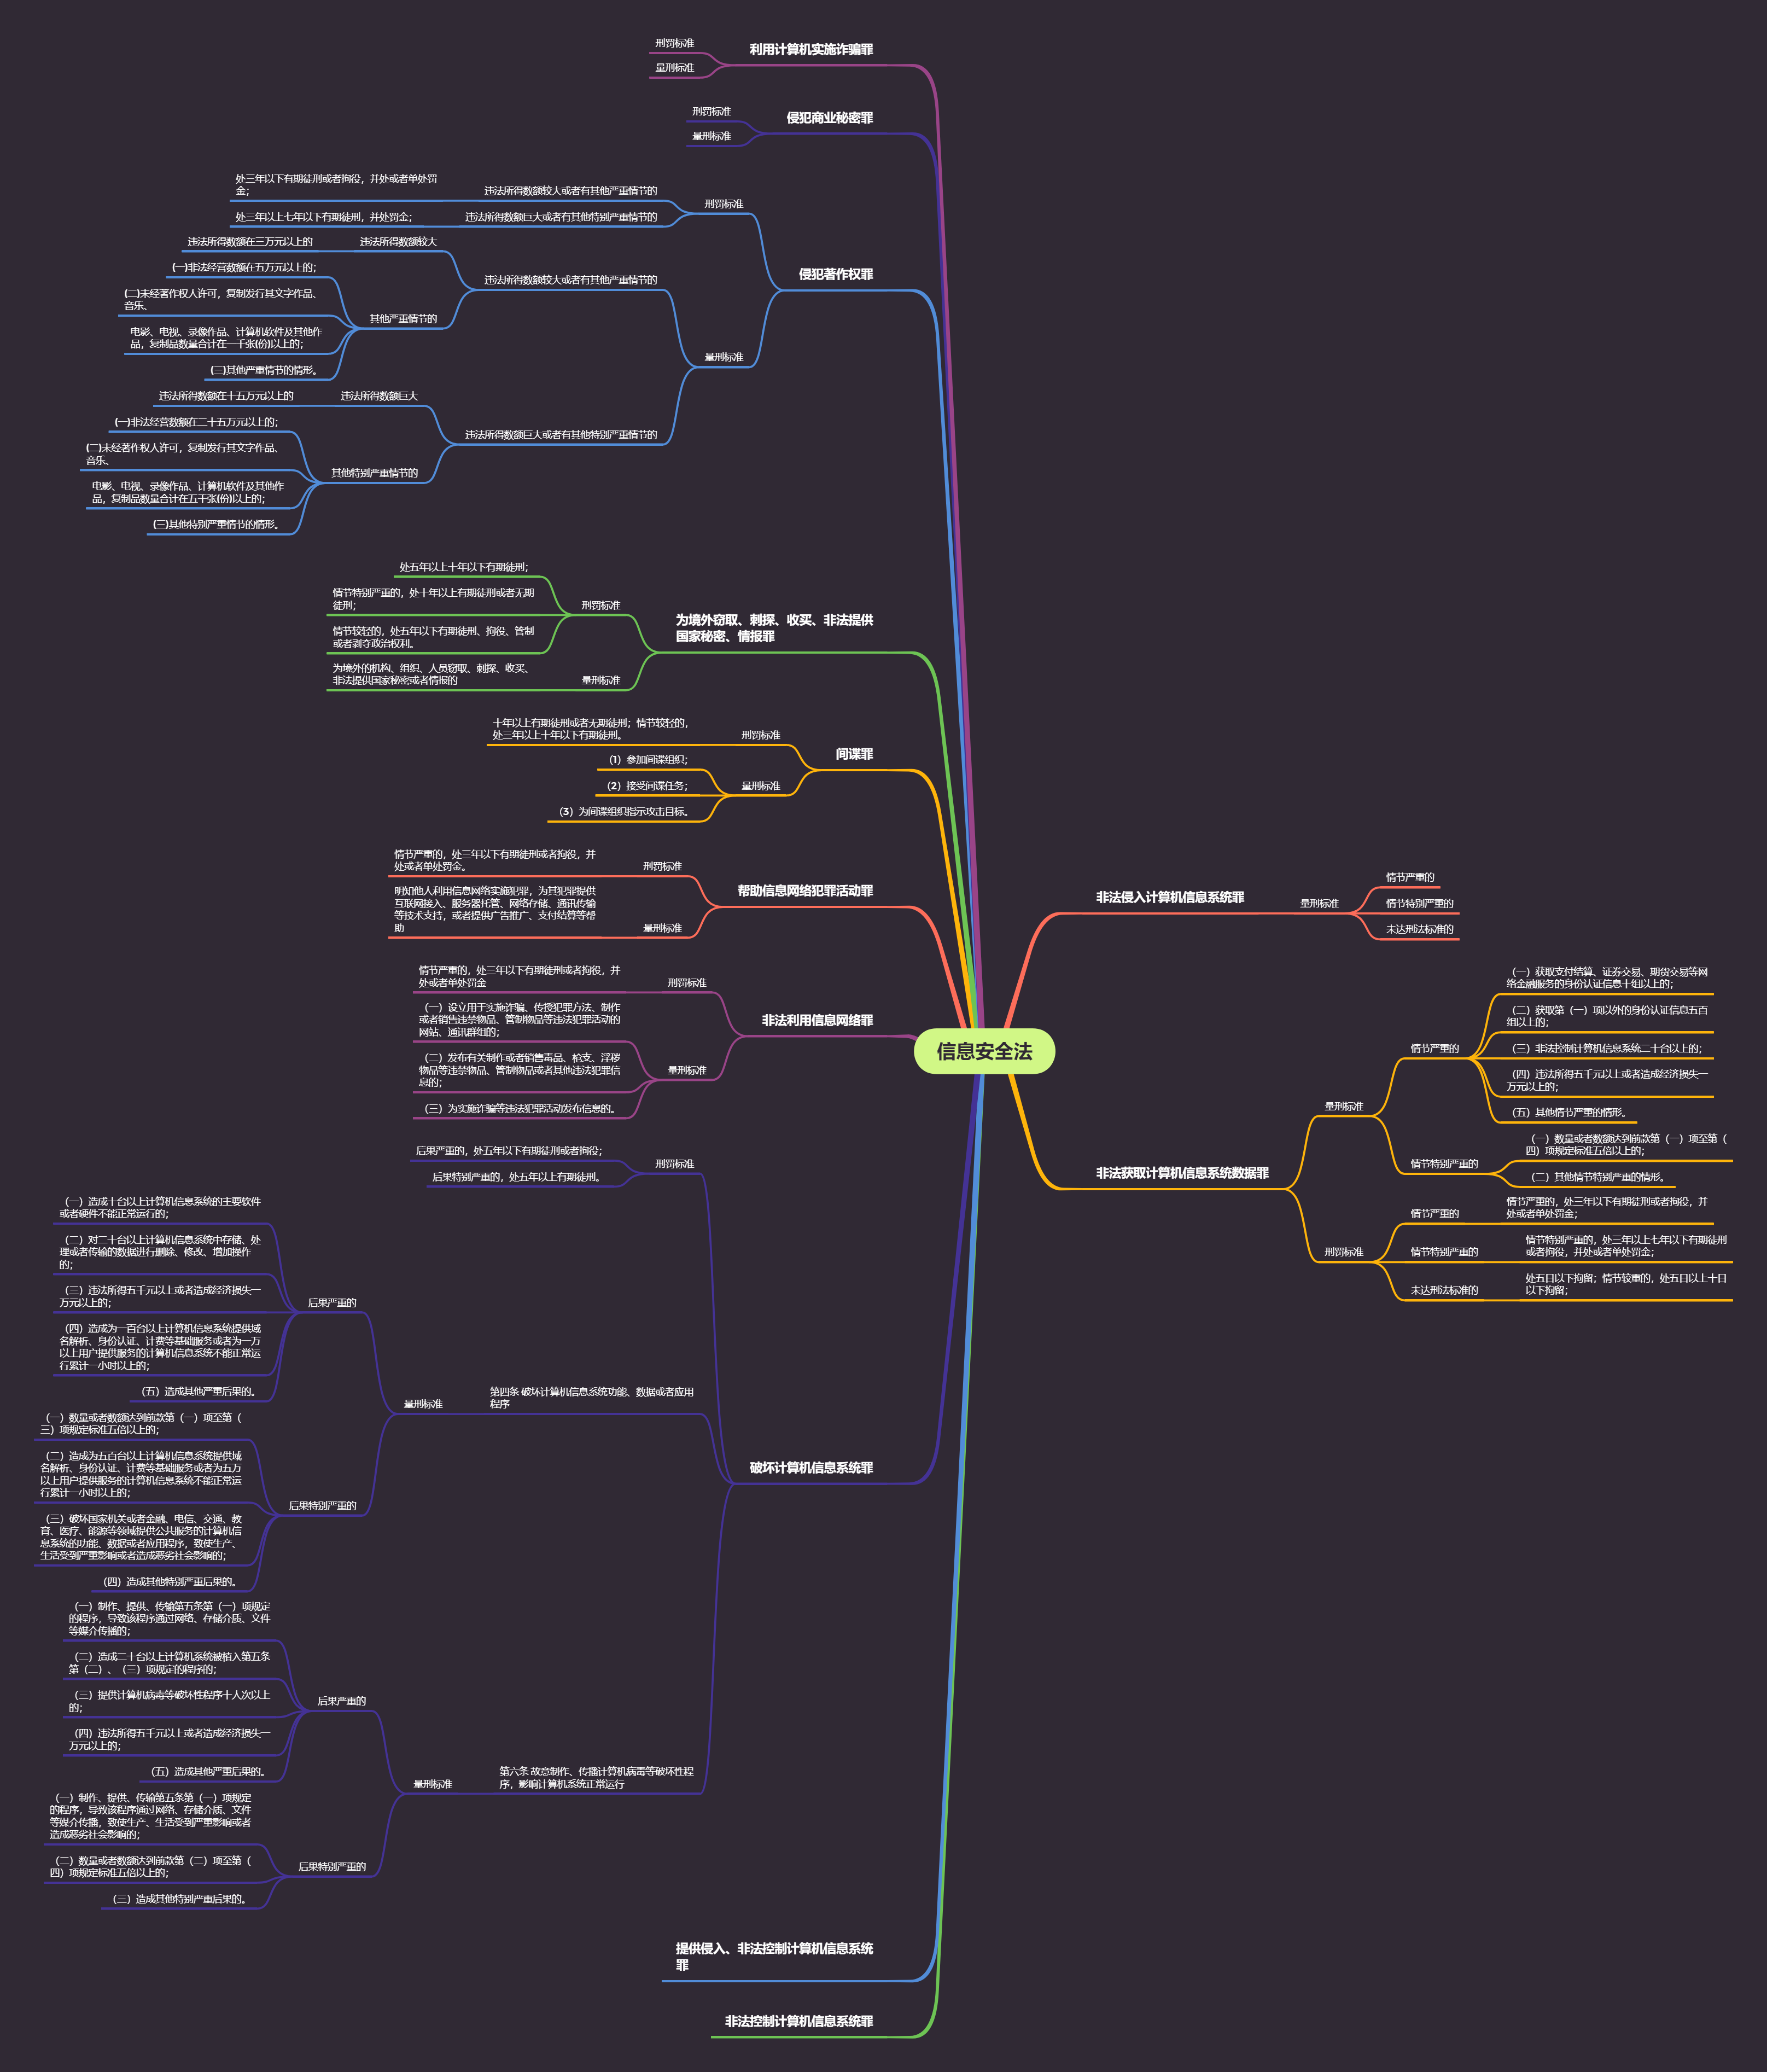 信息安全法
非法侵入计算机信息系统罪
量刑标准
情节严重的
情节特别严重的
未达刑法标准的
非法获取计算机信息系统数据罪
量刑标准
情节严重的
（一）获取支付结算、证券交易、期货交易等网
络金融服务的身份认证信息十组以上的；
（二）获取第（一）项以外的身份认证信息五百
组以上的；
（三）非法控制计算机信息系统二十台以上的；
（四）违法所得五千元以上或者造成经济损失一
万元以上的；
（五）其他情节严重的情形。
情节特别严重的
（一）数量或者数额达到前款第（一）项至第（
四）项规定标准五倍以上的；
（二）其他情节特别严重的情形。
刑罚标准
情节严重的
情节严重的，处三年以下有期徒刑或者拘役，并
处或者单处罚金；
情节特别严重的
情节特别严重的，处三年以上七年以下有期徒刑
或者拘役，并处或者单处罚金；
未达刑法标准的
处五日以下拘留；情节较重的，处五日以上十日
以下拘留；
利用计算机实施诈骗罪
刑罚标准
量刑标准
侵犯商业秘密罪
刑罚标准
量刑标准
侵犯著作权罪
刑罚标准
违法所得数额较大或者有其他严重情节的
处三年以下有期徒刑或者拘役，并处或者单处罚
金；
违法所得数额巨大或者有其他特别严重情节的
处三年以上七年以下有期徒刑，并处罚金；
量刑标准
违法所得数额较大或者有其他严重情节的
违法所得数额较大
违法所得数额在三万元以上的
其他严重情节的
(一)非法经营数额在五万元以上的；
(二)未经著作权人许可，复制发行其文字作品、
音乐、
电影、电视、录像作品、计算机软件及其他作
品，复制品数量合计在一千张(份)以上的；
(三)其他严重情节的情形。
违法所得数额巨大或者有其他特别严重情节的
违法所得数额巨大
违法所得数额在十五万元以上的
其他特别严重情节的
(一)非法经营数额在二十五万元以上的；
(二)未经著作权人许可，复制发行其文字作品、
音乐、
电影、电视、录像作品、计算机软件及其他作
品，复制品数量合计在五千张(份)以上的；
(三)其他特别严重情节的情形。
为境外窃取、刺探、收买、非法提供
国家秘密、情报罪
刑罚标准
处五年以上十年以下有期徒刑；
情节特别严重的，处十年以上有期徒刑或者无期
徒刑；
情节较轻的，处五年以下有期徒刑、拘役、管制
或者剥夺政治权利。
量刑标准
为境外的机构、组织、人员窃取、刺探、收买、
非法提供国家秘密或者情报的
间谍罪
刑罚标准
十年以上有期徒刑或者无期徒刑；情节较轻的，
处三年以上十年以下有期徒刑。
量刑标准
（1）参加间谍组织；
（2）接受间谍任务；
（3）为间谍组织指示攻击目标。
帮助信息网络犯罪活动罪
刑罚标准
情节严重的，处三年以下有期徒刑或者拘役，并
处或者单处罚金。
量刑标准
明知他人利用信息网络实施犯罪，为其犯罪提供
互联网接入、服务器托管、网络存储、通讯传输
等技术支持，或者提供广告推广、支付结算等帮
助
非法利用信息网络罪
刑罚标准
情节严重的，处三年以下有期徒刑或者拘役，并
处或者单处罚金
量刑标准
（一）设立用于实施诈骗、传授犯罪方法、制作
或者销售违禁物品、管制物品等违法犯罪活动的
网站、通讯群组的；
（二）发布有关制作或者销售毒品、枪支、淫秽
物品等违禁物品、管制物品或者其他违法犯罪信
息的；
（三）为实施诈骗等违法犯罪活动发布信息的。
破坏计算机信息系统罪
刑罚标准
后果严重的，处五年以下有期徒刑或者拘役；
后果特别严重的，处五年以上有期徒刑。
第四条 破坏计算机信息系统功能、数据或者应用
程序
量刑标准
后果严重的
（一）造成十台以上计算机信息系统的主要软件
或者硬件不能正常运行的；
（二）对二十台以上计算机信息系统中存储、处
理或者传输的数据进行删除、修改、增加操作
的；
（三）违法所得五千元以上或者造成经济损失一
万元以上的；
（四）造成为一百台以上计算机信息系统提供域
名解析、身份认证、计费等基础服务或者为一万
以上用户提供服务的计算机信息系统不能正常运
行累计一小时以上的；
（五）造成其他严重后果的。
后果特别严重的
（一）数量或者数额达到前款第（一）项至第（
三）项规定标准五倍以上的；
（二）造成为五百台以上计算机信息系统提供域
名解析、身份认证、计费等基础服务或者为五万
以上用户提供服务的计算机信息系统不能正常运
行累计一小时以上的；
（三）破坏国家机关或者金融、电信、交通、教
育、医疗、能源等领域提供公共服务的计算机信
息系统的功能、数据或者应用程序，致使生产、
生活受到严重影响或者造成恶劣社会影响的；
（四）造成其他特别严重后果的。
第六条 故意制作、传播计算机病毒等破坏性程
序，影响计算机系统正常运行
量刑标准
后果严重的
（一）制作、提供、传输第五条第（一）项规定
的程序，导致该程序通过网络、存储介质、文件
等媒介传播的；
（二）造成二十台以上计算机系统被植入第五条
第（二）、（三）项规定的程序的；
（三）提供计算机病毒等破坏性程序十人次以上
的；
（四）违法所得五千元以上或者造成经济损失一
万元以上的；
（五）造成其他严重后果的。
后果特别严重的
（一）制作、提供、传输第五条第（一）项规定
的程序，导致该程序通过网络、存储介质、文件
等媒介传播，致使生产、生活受到严重影响或者
造成恶劣社会影响的；
（二）数量或者数额达到前款第（二）项至第（
四）项规定标准五倍以上的；
（三）造成其他特别严重后果的。
提供侵入、非法控制计算机信息系统
罪
非法控制计算机信息系统罪